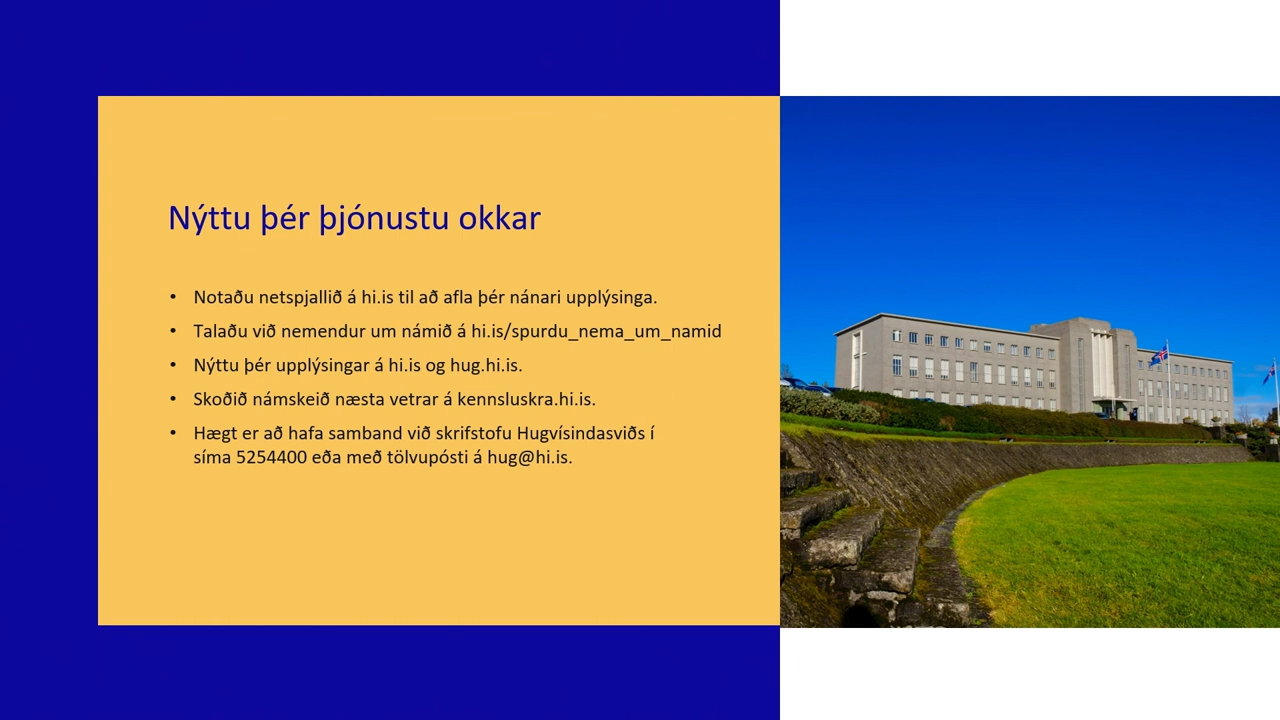 Nýttu þér þjónustu okkar
• Notaðu netspjallið á hi.is til að afla þér nánari upplýsinga.
• Talaðu við nemendur um námið á hi.is/spurdu_nema_um_namid
• Nýttu þér upplýsingar á hi.is og hug.hi.is.
• Skoðið námskeið næsta vetrar á kennsluskra.hi.is.
• Hægt er að hafa samband við skrifstofu Hugvísindasviðs í
síma 5254400 eða með tölvupósti á hug@hi.is.